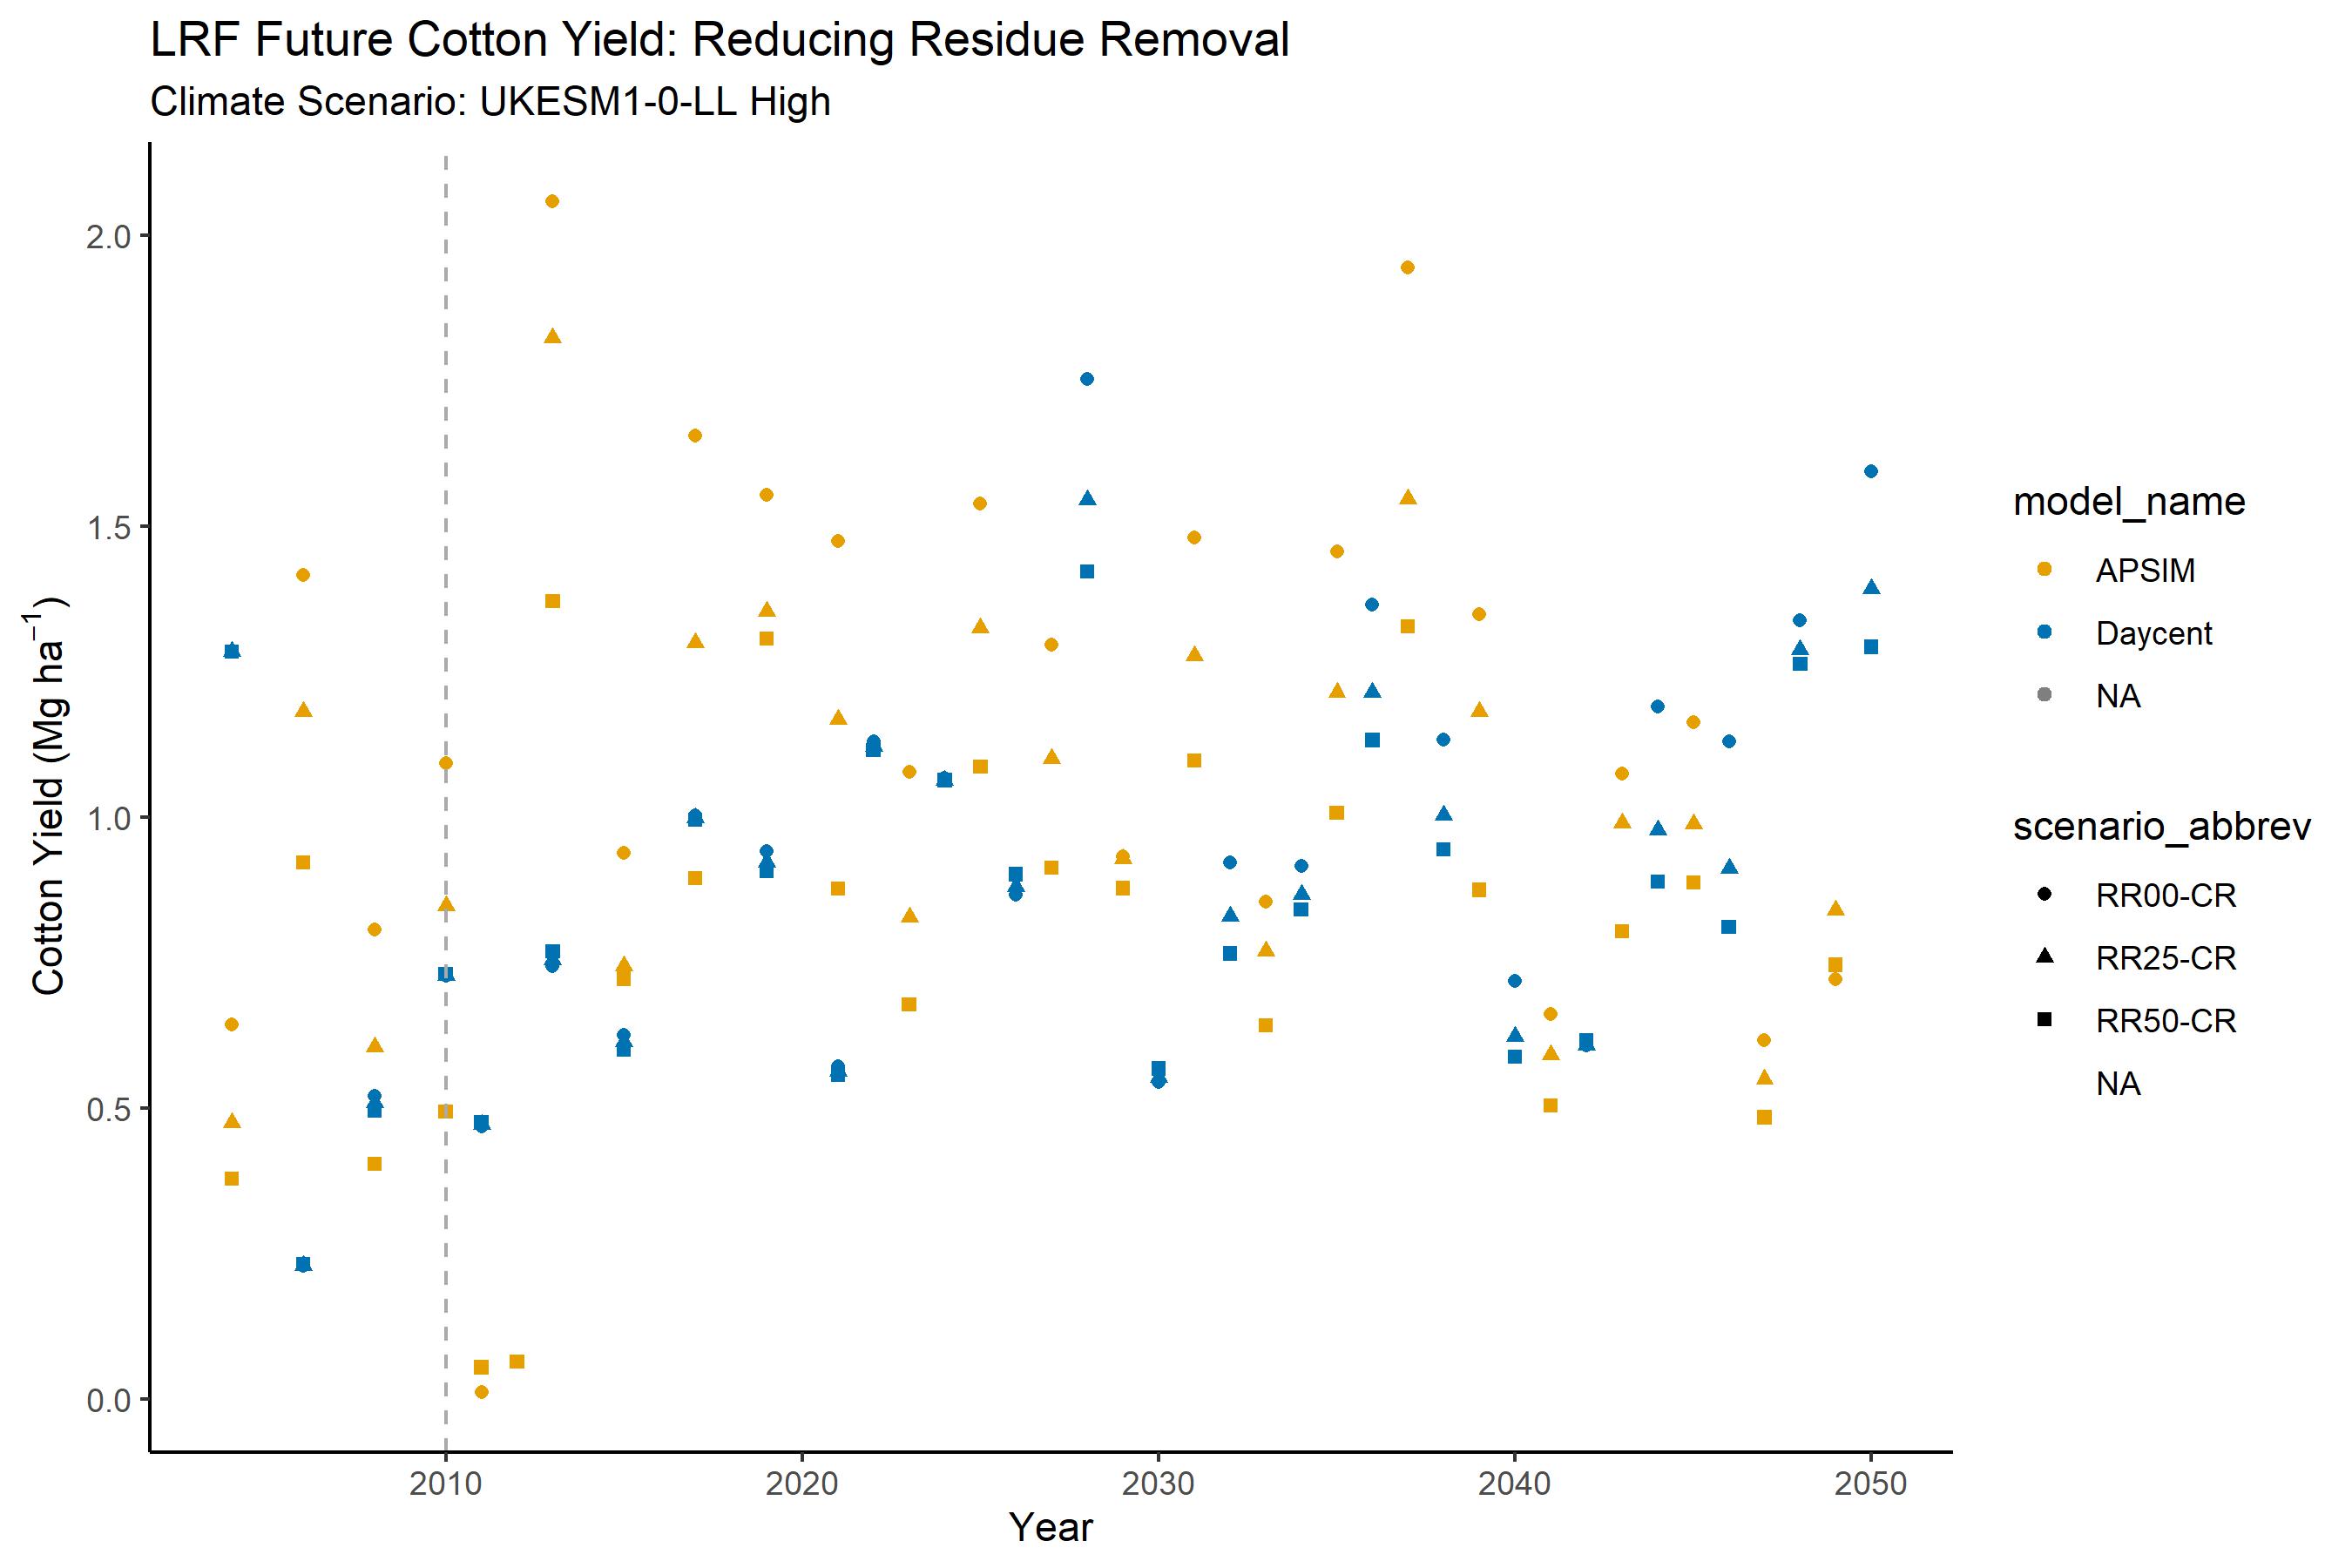 LRF Future Cotton Yield: Reducing Residue Removal
Climate Scenario: UKESM1-0-LL High
Cotton Yield (Mg ha⁻¹)
2.0
1.5
1.0
0.5
0.0
2010 2020 2030 2040 2050
Year
model_name
APSIM
Daycent
NA
scenario_abbrev
RR00-CR
RR25-CR
RR50-CR
NA